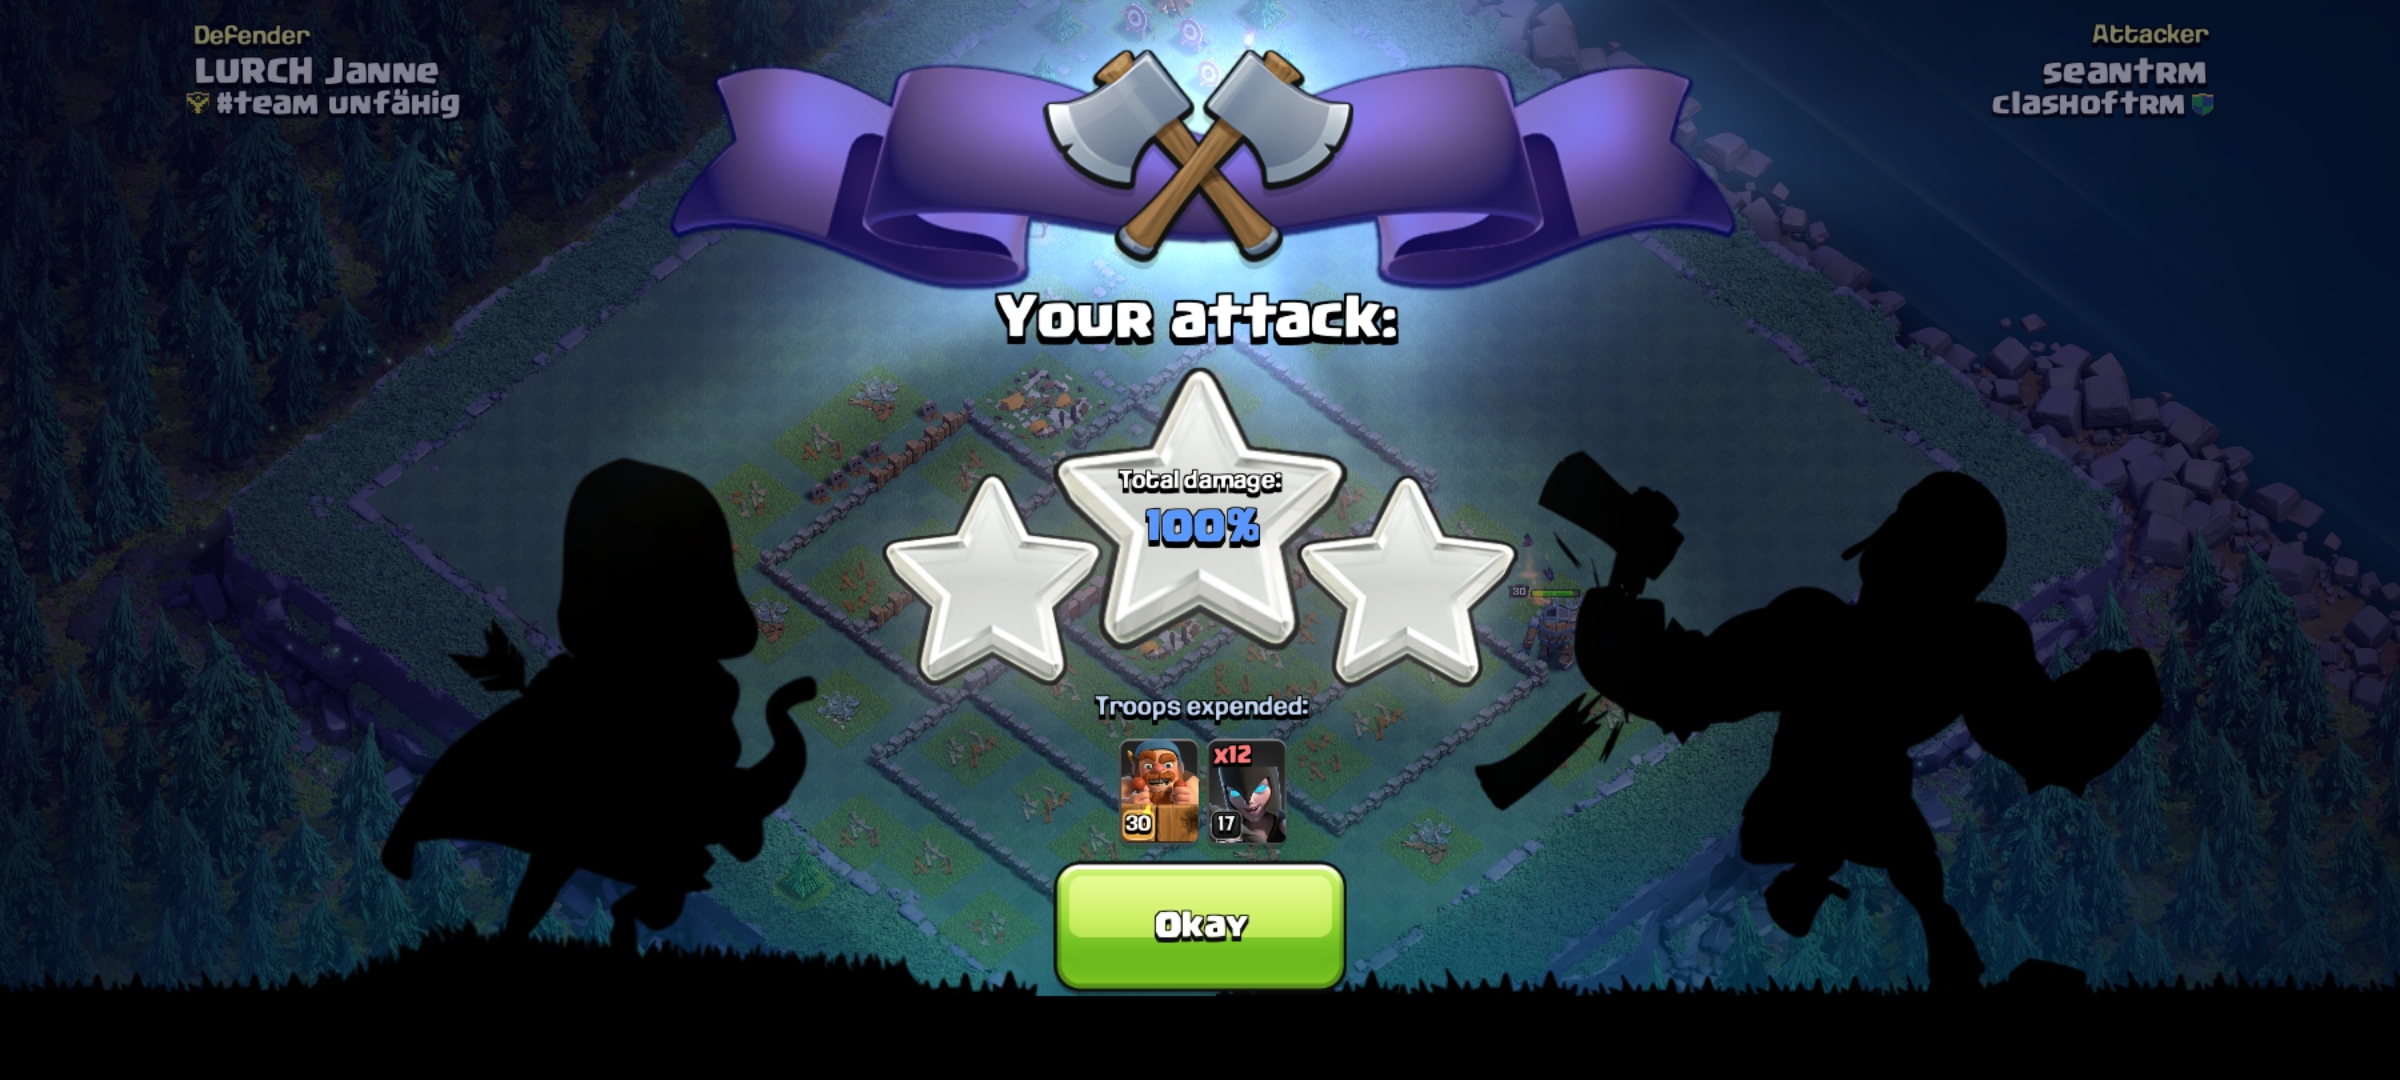 Defender
LURCH Janne
#team unfähig
Attacker
seantRM
clashoftRM
Your attack:
Total damage:
100%
30
Troops expended:
x12
30
17
Okay